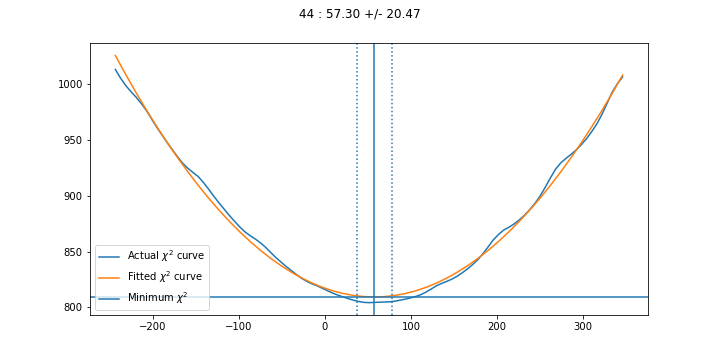 44 : 57.30 +/- 20.47
1000
950
900
850
800
Actual χ² curve
Fitted χ² curve
Minimum χ²
−200
−100
0
100
200
300